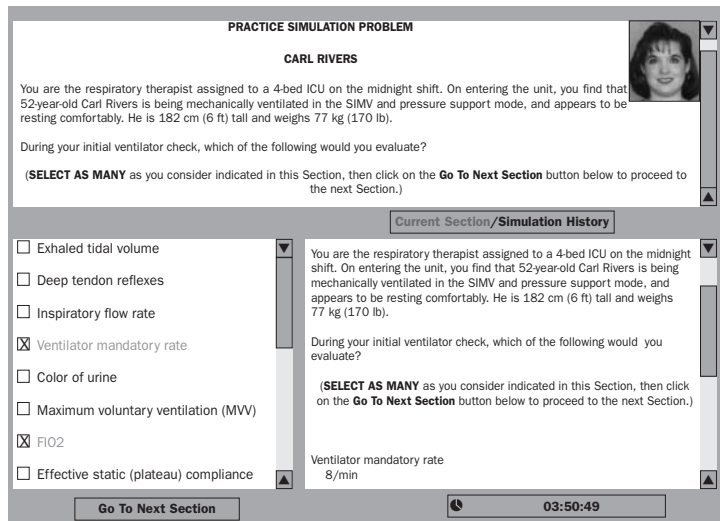 PRACTICE SIMULATION PROBLEM
CARL RIVERS
You are the respiratory therapist assigned to a 4-bed ICU on the midnight shift. On entering the unit, you find that
52-year-old Carl Rivers is being mechanically ventilated in the SIMV and pressure support mode, and appears to be
resting comfortably. He is 182 cm (6 ft) tall and weighs 77 kg (170 lb).
During your initial ventilator check, which of the following would you evaluate?
(SELECT AS MANY as you consider indicated in this Section, then click on the Go To Next Section button below to proceed to
the next Section.)
Current Section/Simulation History
Exhaled tidal volume
Deep tendon reflexes
Inspiratory flow rate
Ventilator mandatory rate
Color of urine
Maximum voluntary ventilation (MVV)
FIO2
Effective static (plateau) compliance
Go To Next Section
You are the respiratory therapist assigned to a 4-bed ICU on the midnight
shift. On entering the unit, you find that 52-year-old Carl Rivers is being
mechanically ventilated in the SIMV and pressure support mode, and
appears to be resting comfortably. He is 182 cm (6 ft) tall and weighs
77 kg (170 lb).
During your initial ventilator check, which of the following would you
evaluate?
(SELECT AS MANY as you consider indicated in this Section, then click
on the Go To Next Section button below to proceed to the next Section.)
Ventilator mandatory rate
8/min
03:50:49